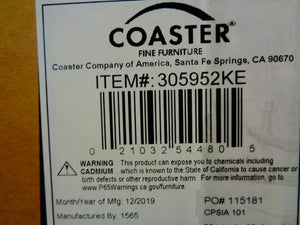 COASTER®
FINE FURNITURE
Coaster Company of America, Santa Fe Springs, CA 90670
ITEM#: 305952KE
0 21032 54480 5
WARNING : This product can expose you to chemicals including
CADMIUM , which is known to the State of California to cause cancer or
birth defects or other reproductive harm. For more information, go to
www.P65Warnings.ca.gov/furniture.
Month/Year of Mfg: 12/2019
PO# 115181
Manufactured By: 1565
CPSIA 101